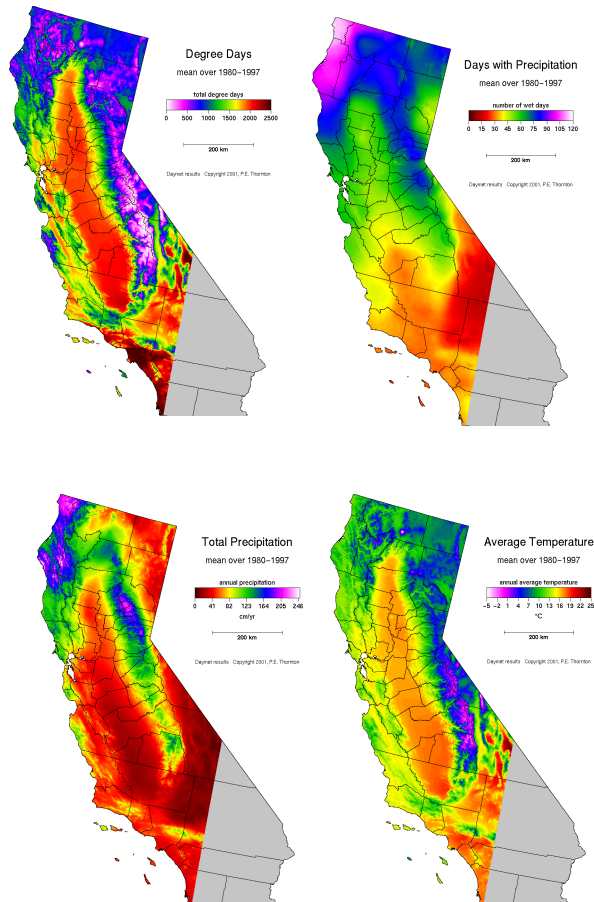 Degree Days
mean over 1980-1997
total degree days
0 500 1000 1500 2000 2500
200 km
Daymet results Copyright 2001, P.E. Thornton
Days with Precipitation
mean over 1980-1997
number of wet days
0 15 30 45 60 75 90 105 120
200 km
Daymet results Copyright 2001, P.E. Thornton
Total Precipitation
mean over 1980-1997
annual precipitation
0 41 82 123 164 205 246
cm/yr
200 km
Daymet results Copyright 2001, P.E. Thornton
Average Temperature
mean over 1980-1997
annual average temperature
-5 -2 1 4 7 10 13 16 19 22 25
°C
200 km
Daymet results Copyright 2001, P.E. Thornton